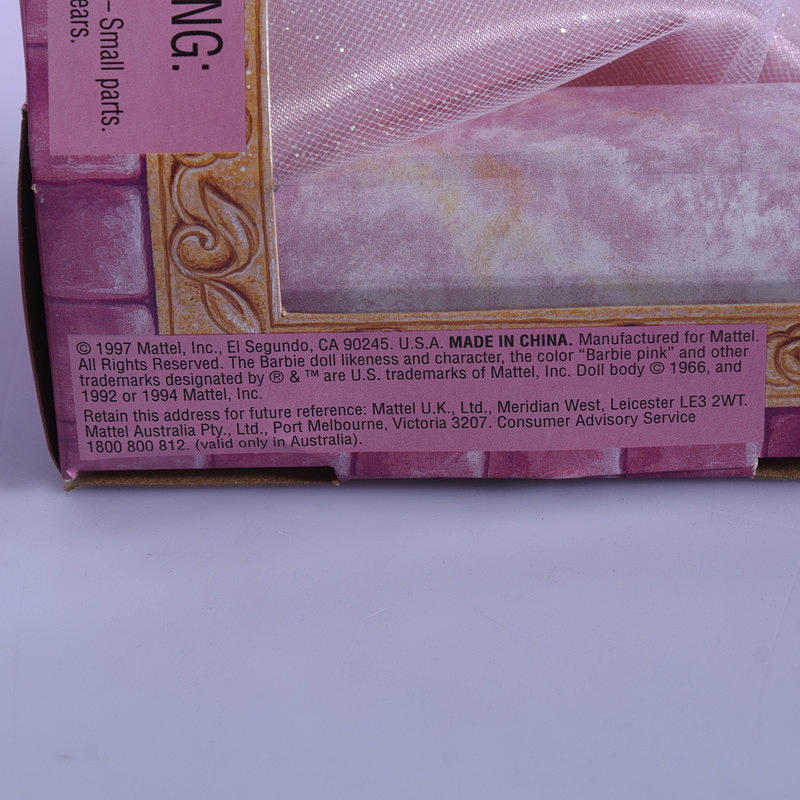 NG:
– Small parts.
ears.
© 1997 Mattel, Inc., El Segundo, CA 90245. U.S.A. MADE IN CHINA. Manufactured for Mattel.
All Rights Reserved. The Barbie doll likeness and character, the color “Barbie pink” and other
trademarks designated by ® & ™ are U.S. trademarks of Mattel, Inc. Doll body © 1966, and
1992 or 1994 Mattel, Inc.
Retain this address for future reference: Mattel U.K., Ltd., Meridian West, Leicester LE3 2WT.
Mattel Australia Pty., Ltd., Port Melbourne, Victoria 3207. Consumer Advisory Service
1800 800 812. (valid only in Australia).